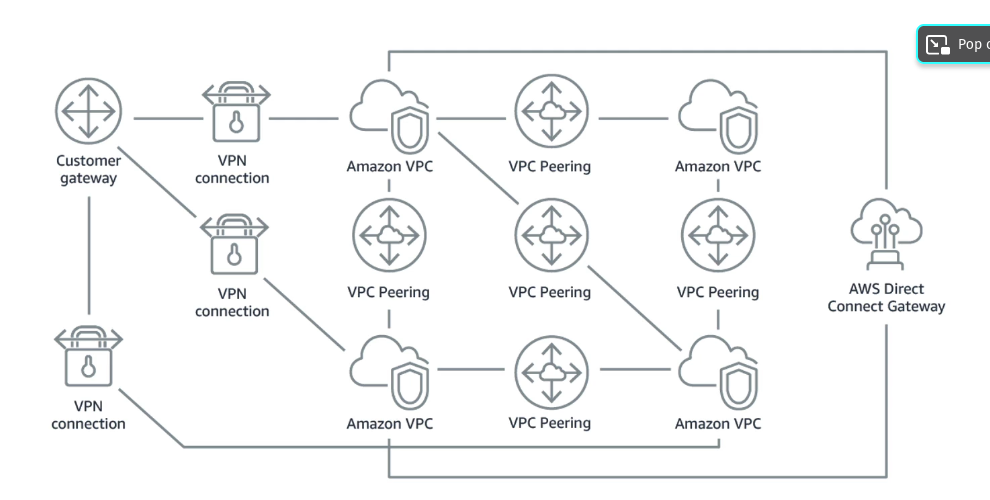 Pop
Customer
gateway
VPN
connection
Amazon VPC
VPC Peering
Amazon VPC
VPN
connection
VPC Peering
VPC Peering
VPC Peering
AWS Direct
Connect Gateway
VPN
connection
Amazon VPC
VPC Peering
Amazon VPC